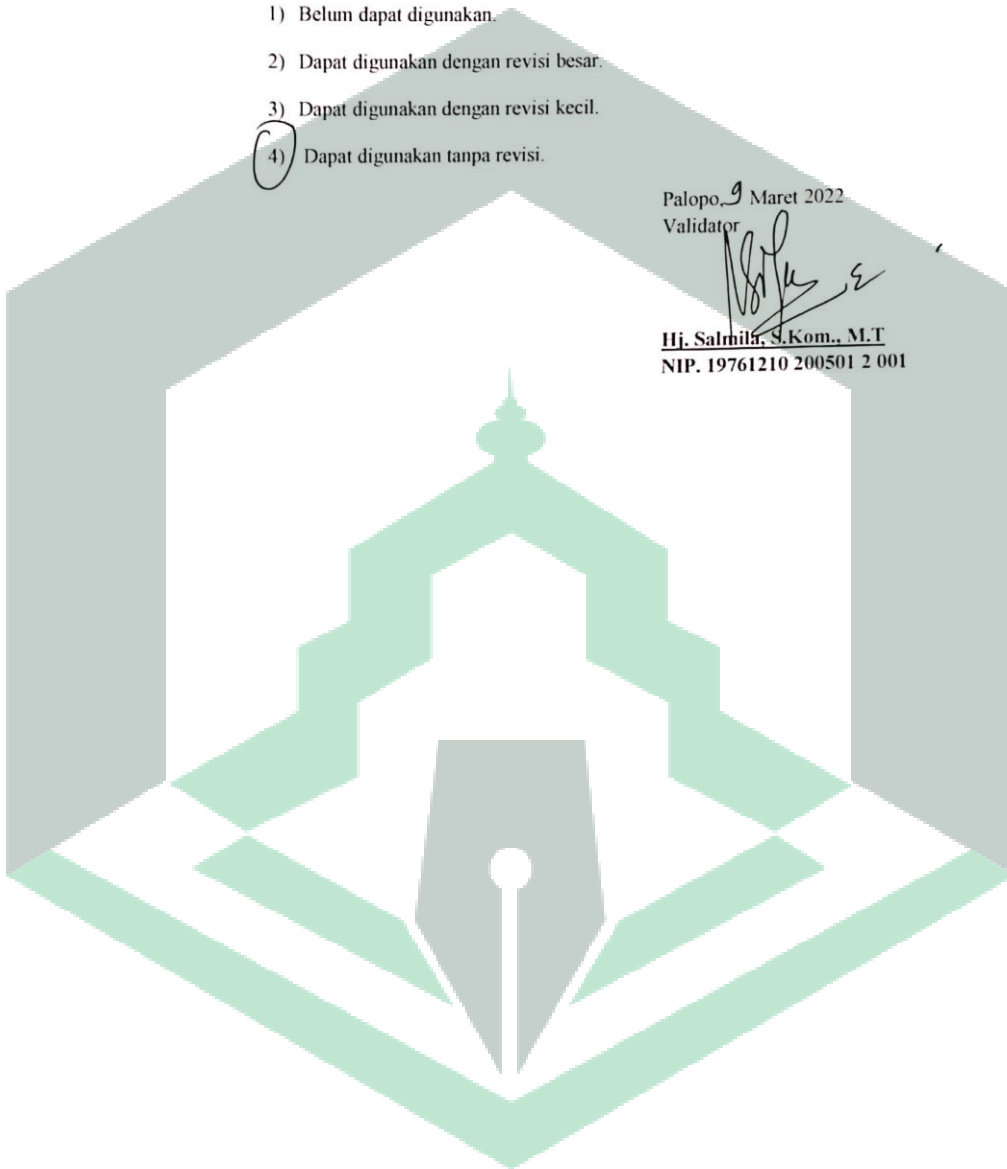 1) Belum dapat digunakan.
2) Dapat digunakan dengan revisi besar.
3) Dapat digunakan dengan revisi kecil.
4) Dapat digunakan tanpa revisi.
Palopo, 9 Maret 2022
Validator
Hj. Salmila, S.Kom., M.T
NIP. 19761210 200501 2 001